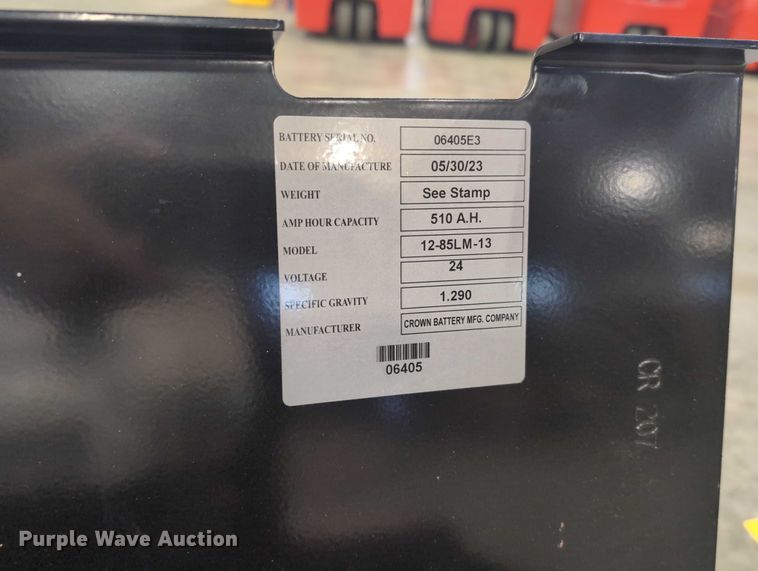 BATTERY SERIAL NO. 06405E3
DATE OF MANUFACTURE 05/30/23
WEIGHT See Stamp
AMP HOUR CAPACITY 510 A.H.
MODEL 12-85LM-13
VOLTAGE 24
SPECIFIC GRAVITY 1.290
MANUFACTURER CROWN BATTERY MFG. COMPANY
06405
CR 207
Purple Wave Auction